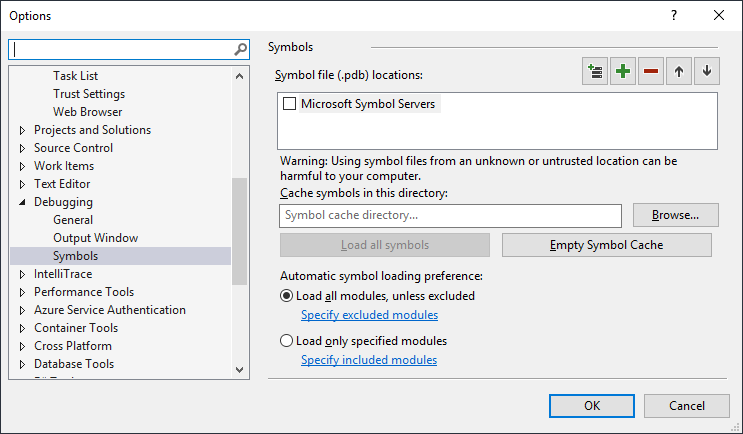 Options
?
Task List
Trust Settings
Web Browser
Projects and Solutions
Source Control
Work Items
Text Editor
Debugging
General
Output Window
Symbols
IntelliTrace
Performance Tools
Azure Service Authentication
Container Tools
Cross Platform
Database Tools
Symbols
Symbol file (.pdb) locations:
Microsoft Symbol Servers
Warning: Using symbol files from an unknown or untrusted location can be
harmful to your computer.
Cache symbols in this directory:
Symbol cache directory...
Browse...
Load all symbols
Empty Symbol Cache
Automatic symbol loading preference:
Load all modules, unless excluded
Specify excluded modules
Load only specified modules
Specify included modules
OK
Cancel